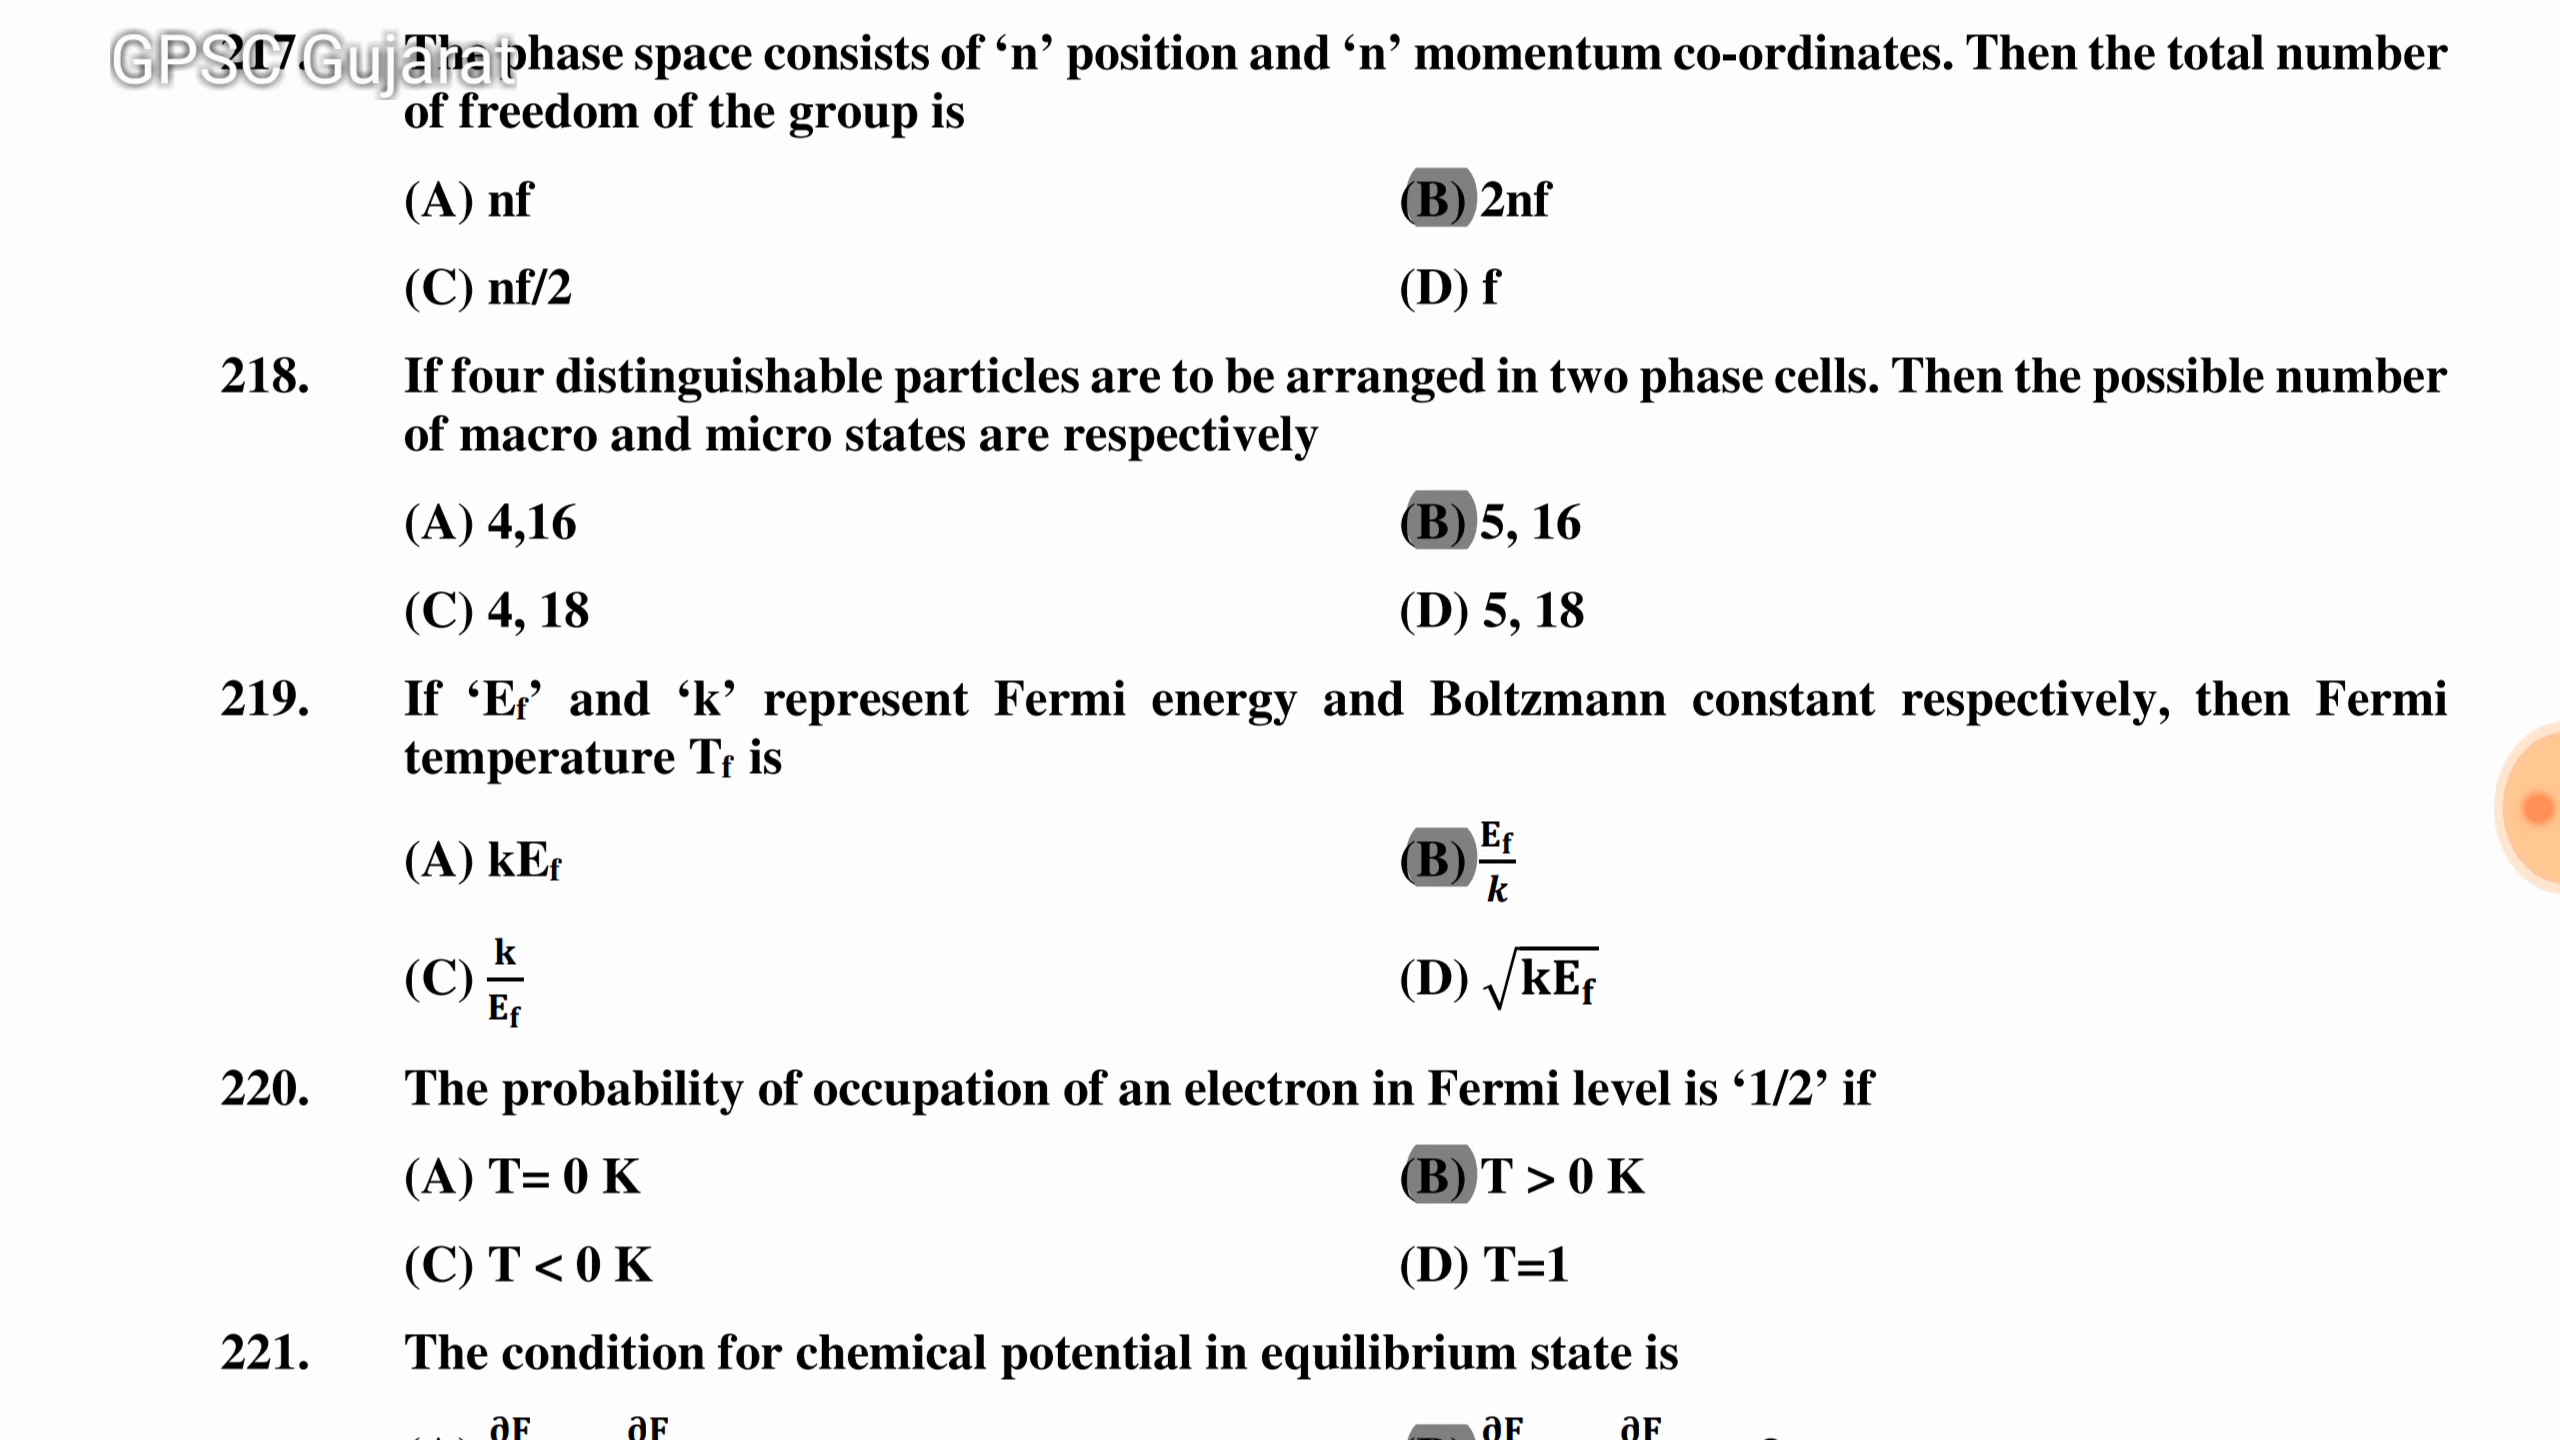 GPSC Gujarat
217. The phase space consists of ‘n’ position and ‘n’ momentum co-ordinates. Then the total number
of freedom of the group is
(A) nf (B) 2nf
(C) nf/2 (D) f
218. If four distinguishable particles are to be arranged in two phase cells. Then the possible number
of macro and micro states are respectively
(A) 4,16 (B) 5, 16
(C) 4, 18 (D) 5, 18
219. If ‘Ef’ and ‘k’ represent Fermi energy and Boltzmann constant respectively, then Fermi
temperature Tf is
(A) kEf (B) Ef/k
(C) k/Ef (D) √kEf
220. The probability of occupation of an electron in Fermi level is ‘1/2’ if
(A) T= 0 K (B) T > 0 K
(C) T < 0 K (D) T=1
221. The condition for chemical potential in equilibrium state is
∂F ∂F ∂F ∂F